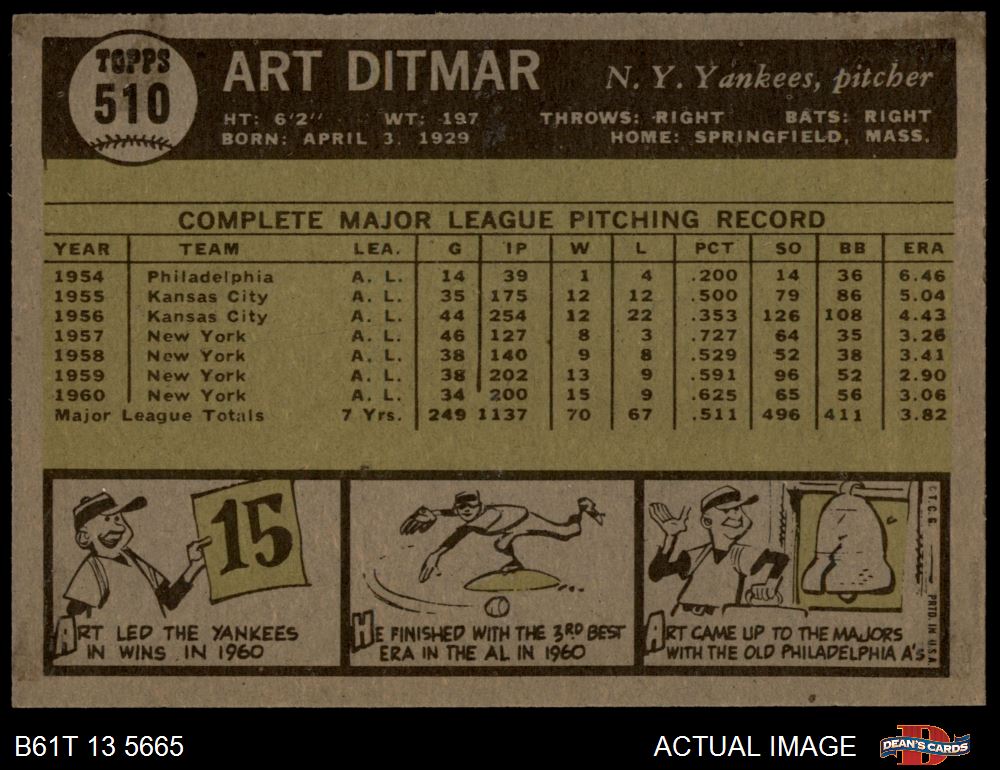 TOPPS
510
ART DITMAR
N. Y. Yankees, pitcher
HT: 6'2" WT: 197 THROWS: RIGHT BATS: RIGHT
BORN: APRIL 3, 1929 HOME: SPRINGFIELD, MASS.
COMPLETE MAJOR LEAGUE PITCHING RECORD
YEAR TEAM LEA. G IP W L PCT SO BB ERA
1954 Philadelphia A. L. 14 39 1 4 .200 14 36 6.46
1955 Kansas City A. L. 35 175 12 12 .500 79 86 5.04
1956 Kansas City A. L. 44 254 12 22 .353 126 108 4.43
1957 New York A. L. 46 127 8 3 .727 64 35 3.26
1958 New York A. L. 38 140 9 8 .529 52 38 3.41
1959 New York A. L. 38 202 13 9 .591 96 52 2.90
1960 New York A. L. 34 200 15 9 .625 65 56 3.06
Major League Totals 7 Yrs. 249 1137 70 67 .511 496 411 3.82
15
ART LED THE YANKEES
IN WINS IN 1960
HE FINISHED WITH THE 3RD BEST
ERA IN THE AL IN 1960
ART CAME UP TO THE MAJORS
WITH THE OLD PHILADELPHIA A's
©T.C.G. PRTD. IN U.S.A.
B61T 13 5665
ACTUAL IMAGE
D
DEAN'S CARDS